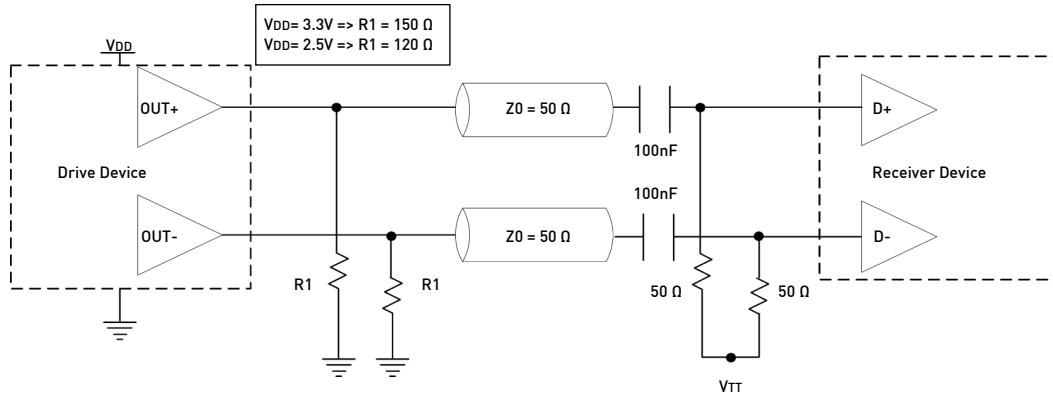 VDD= 3.3V => R1 = 150 Ω
VDD= 2.5V => R1 = 120 Ω
VDD
OUT+
Z0 = 50 Ω
D+
100nF
Drive Device
Receiver Device
100nF
OUT-
Z0 = 50 Ω
D-
R1
R1
50 Ω
50 Ω
VTT